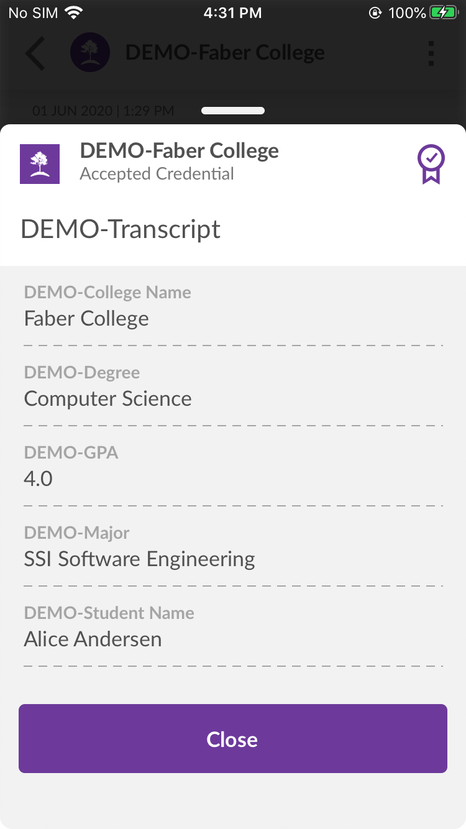 No SIM 4:31 PM 100%
DEMO-Faber College
01 JUN 2020 | 1:29 PM
DEMO-Faber College
Accepted Credential
DEMO-Transcript
DEMO-College Name
Faber College
DEMO-Degree
Computer Science
DEMO-GPA
4.0
DEMO-Major
SSI Software Engineering
DEMO-Student Name
Alice Andersen
Close